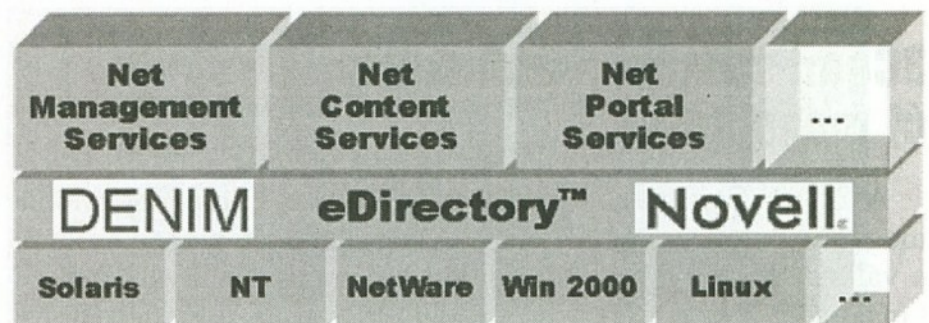 Net
Management
Services
Net
Content
Services
Net
Portal
Services
...
DENIM eDirectory™ Novell®
Solaris NT NetWare Win 2000 Linux ...